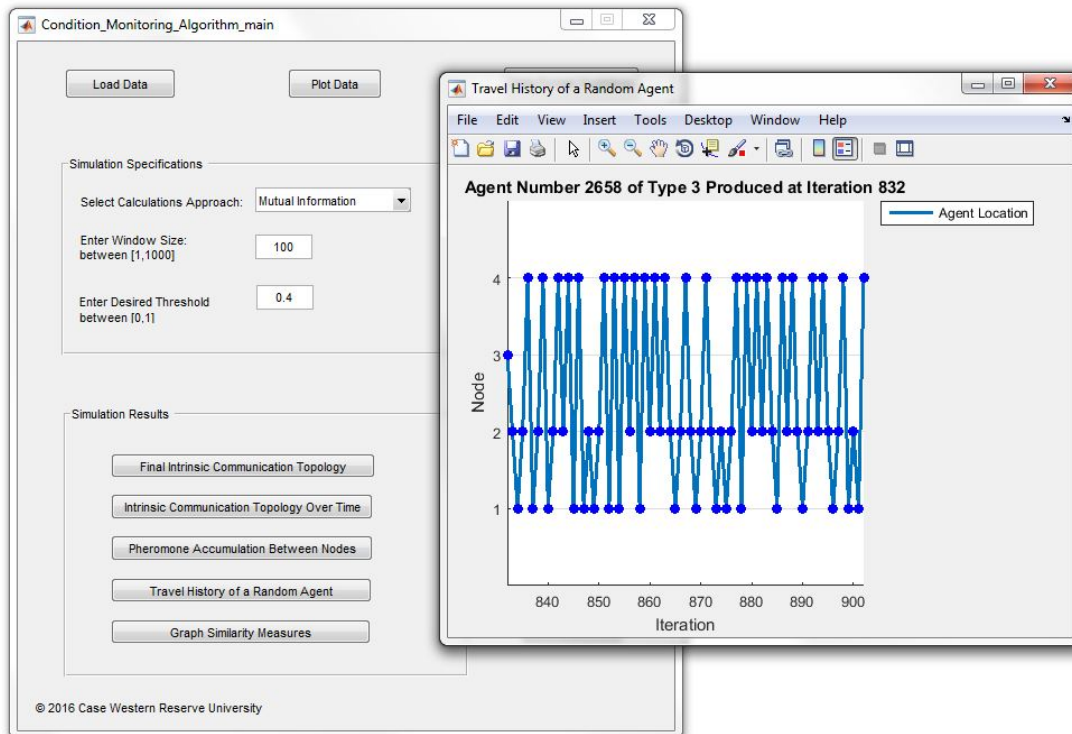 Condition_Monitoring_Algorithm_main
Load Data
Plot Data
Simulation Specifications
Select Calculations Approach:
Mutual Information
Enter Window Size:
between [1,1000]
100
Enter Desired Threshold
between [0,1]
0.4
Simulation Results
Final Intrinsic Communication Topology
Intrinsic Communication Topology Over Time
Pheromone Accumulation Between Nodes
Travel History of a Random Agent
Graph Similarity Measures
© 2016 Case Western Reserve University
Travel History of a Random Agent
File Edit View Insert Tools Desktop Window Help
Agent Number 2658 of Type 3 Produced at Iteration 832
Agent Location
4
3
2
1
Node
840 850 860 870 880 890 900
Iteration